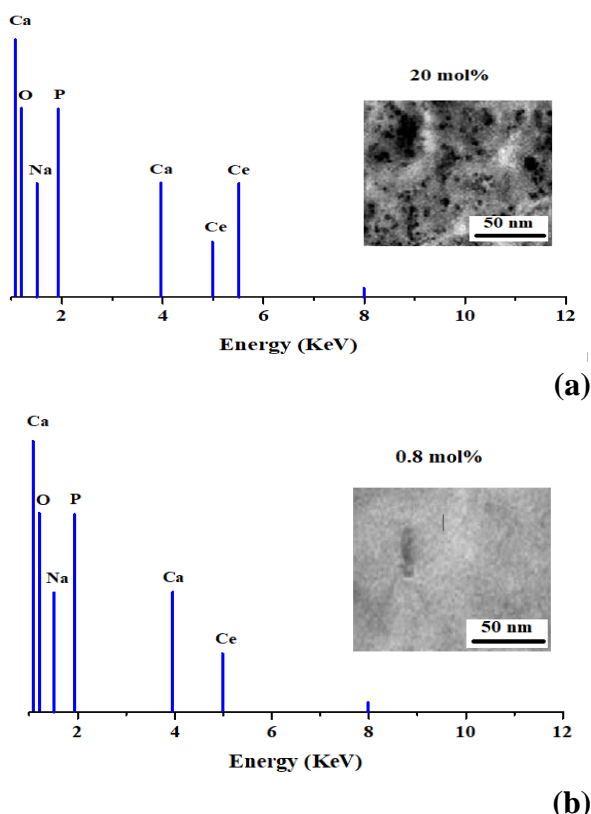 Ca
20 mol%
O P
Na Ca Ce
Ce
50 nm
2 4 6 8 10 12
Energy (KeV)
(a)
Ca
0.8 mol%
O P
Na Ca
Ce
50 nm
2 4 6 8 10 12
Energy (KeV)
(b)